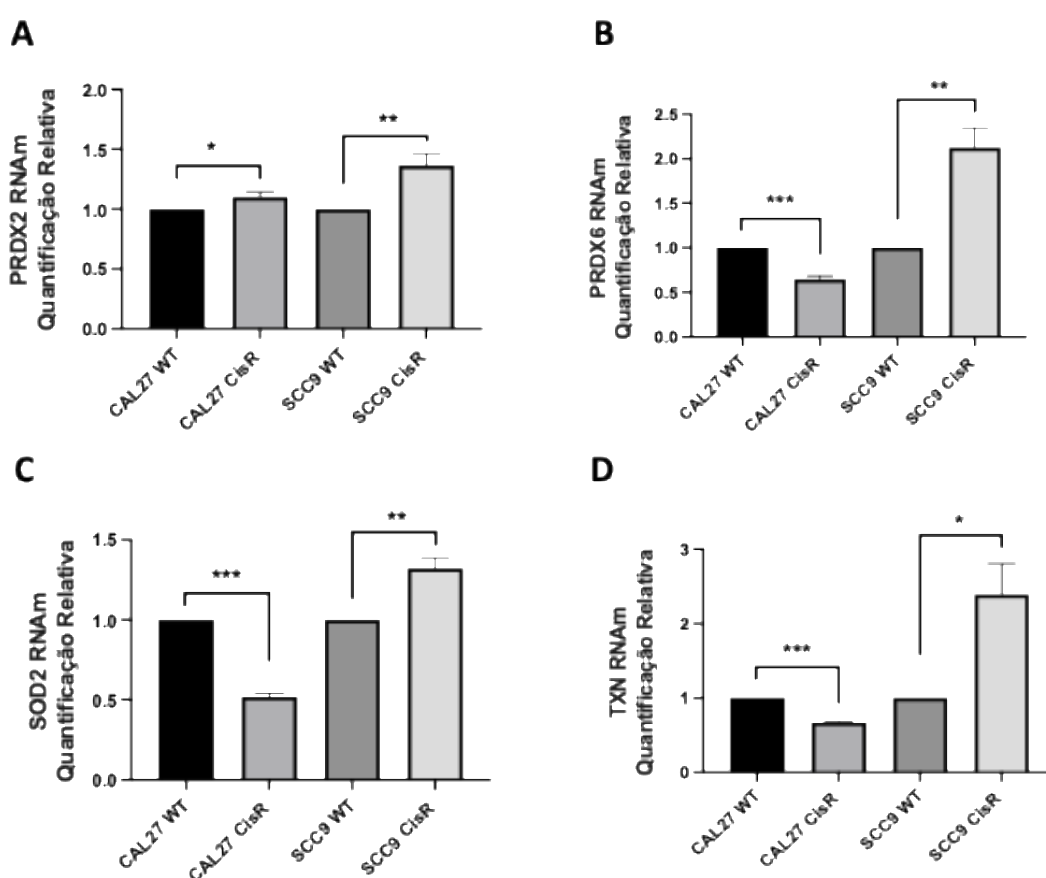 A
PRDX2 RNAm
Quantificação Relativa
2.0
1.5
1.0
0.5
0.0
*
**
CAL27 WT
CAL27 CisR
SCC9 WT
SCC9 CisR
B
PRDX6 RNAm
Quantificação Relativa
2.5
2.0
1.5
1.0
0.5
0.0
***
**
CAL27 WT
CAL27 CisR
SCC9 WT
SCC9 CisR
C
SOD2 RNAm
Quantificação Relativa
1.5
1.0
0.5
0.0
***
**
CAL27 WT
CAL27 CisR
SCC9 WT
SCC9 CisR
D
TXN RNAm
Quantificação Relativa
3
2
1
0
***
*
CAL27 WT
CAL27 CisR
SCC9 WT
SCC9 CisR